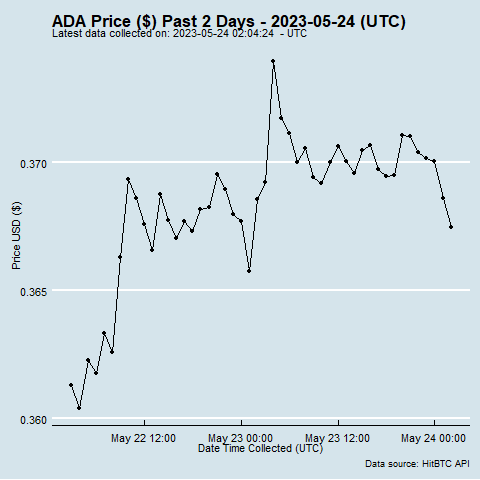 ADA Price ($) Past 2 Days - 2023-05-24 (UTC)
Latest data collected on: 2023-05-24 02:04:24 - UTC
Price USD ($)
0.370
0.365
0.360
May 22 12:00
May 23 00:00
May 23 12:00
May 24 00:00
Date Time Collected (UTC)
Data source: HitBTC API